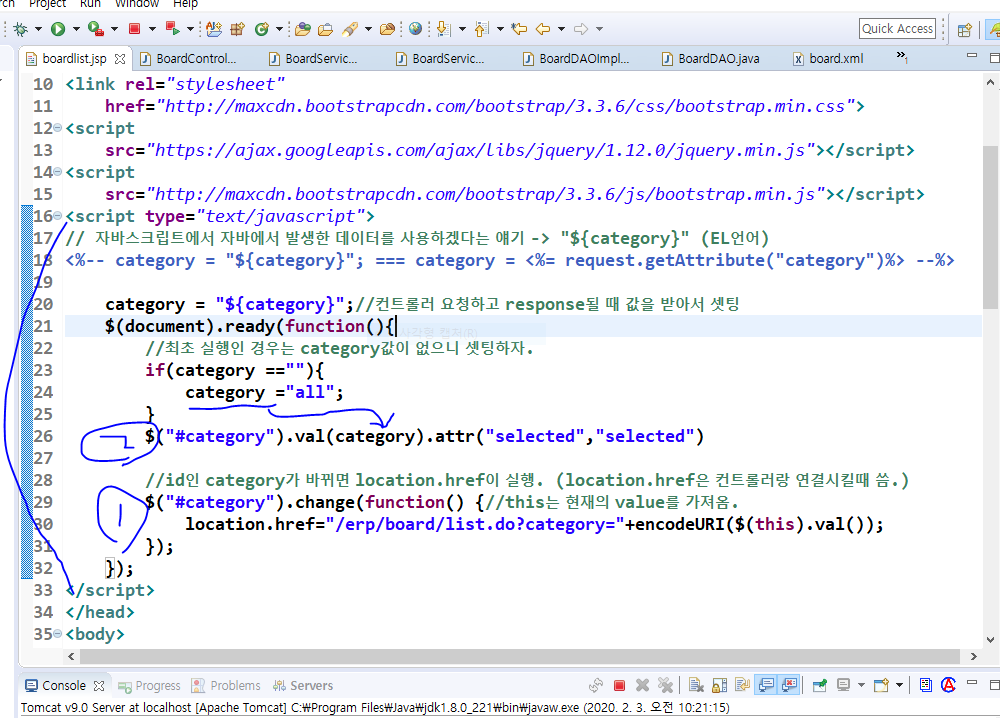 rch Project Run Window Help
Quick Access
boardlist.jsp BoardControl... BoardServic... BoardServic... BoardDAOImpl... BoardDAO.java board.xml »1
10 <link rel="stylesheet"
11 href="http://maxcdn.bootstrapcdn.com/bootstrap/3.3.6/css/bootstrap.min.css">
12 <script
13 src="https://ajax.googleapis.com/ajax/libs/jquery/1.12.0/jquery.min.js"></script>
14 <script
15 src="http://maxcdn.bootstrapcdn.com/bootstrap/3.3.6/js/bootstrap.min.js"></script>
16 <script type="text/javascript">
17 // 자바스크립트에서 자바에서 발생한 데이터를 사용하겠다는 얘기 -> "${category}" (EL언어)
18 <%-- category = "${category}"; === category = <%= request.getAttribute("category")%> --%>
19
20 category = "${category}";//컨트롤러 요청하고 response될 때 값을 받아서 셋팅
21 $(document).ready(function(){
22 //최초 실행인 경우는 category값이 없으니 셋팅하자.
23 if(category ==""){
24 category ="all";
25 }
26 $("#category").val(category).attr("selected","selected")
2
27
28 //id인 category가 바뀌면 location.href이 실행. (location.href은 컨트롤러랑 연결시킬때 씀.)
29 $("#category").change(function() {//this는 현재의 value를 가져옴.
1
30 location.href="/erp/board/list.do?category="+encodeURI($(this).val());
31 });
32 });
33 </script>
34 </head>
35 <body>
Console Progress Problems Servers
Tomcat v9.0 Server at localhost [Apache Tomcat] C:₩Program Files₩Java₩jdk1.8.0_221₩bin₩javaw.exe (2020. 2. 3. 오전 10:21:15)